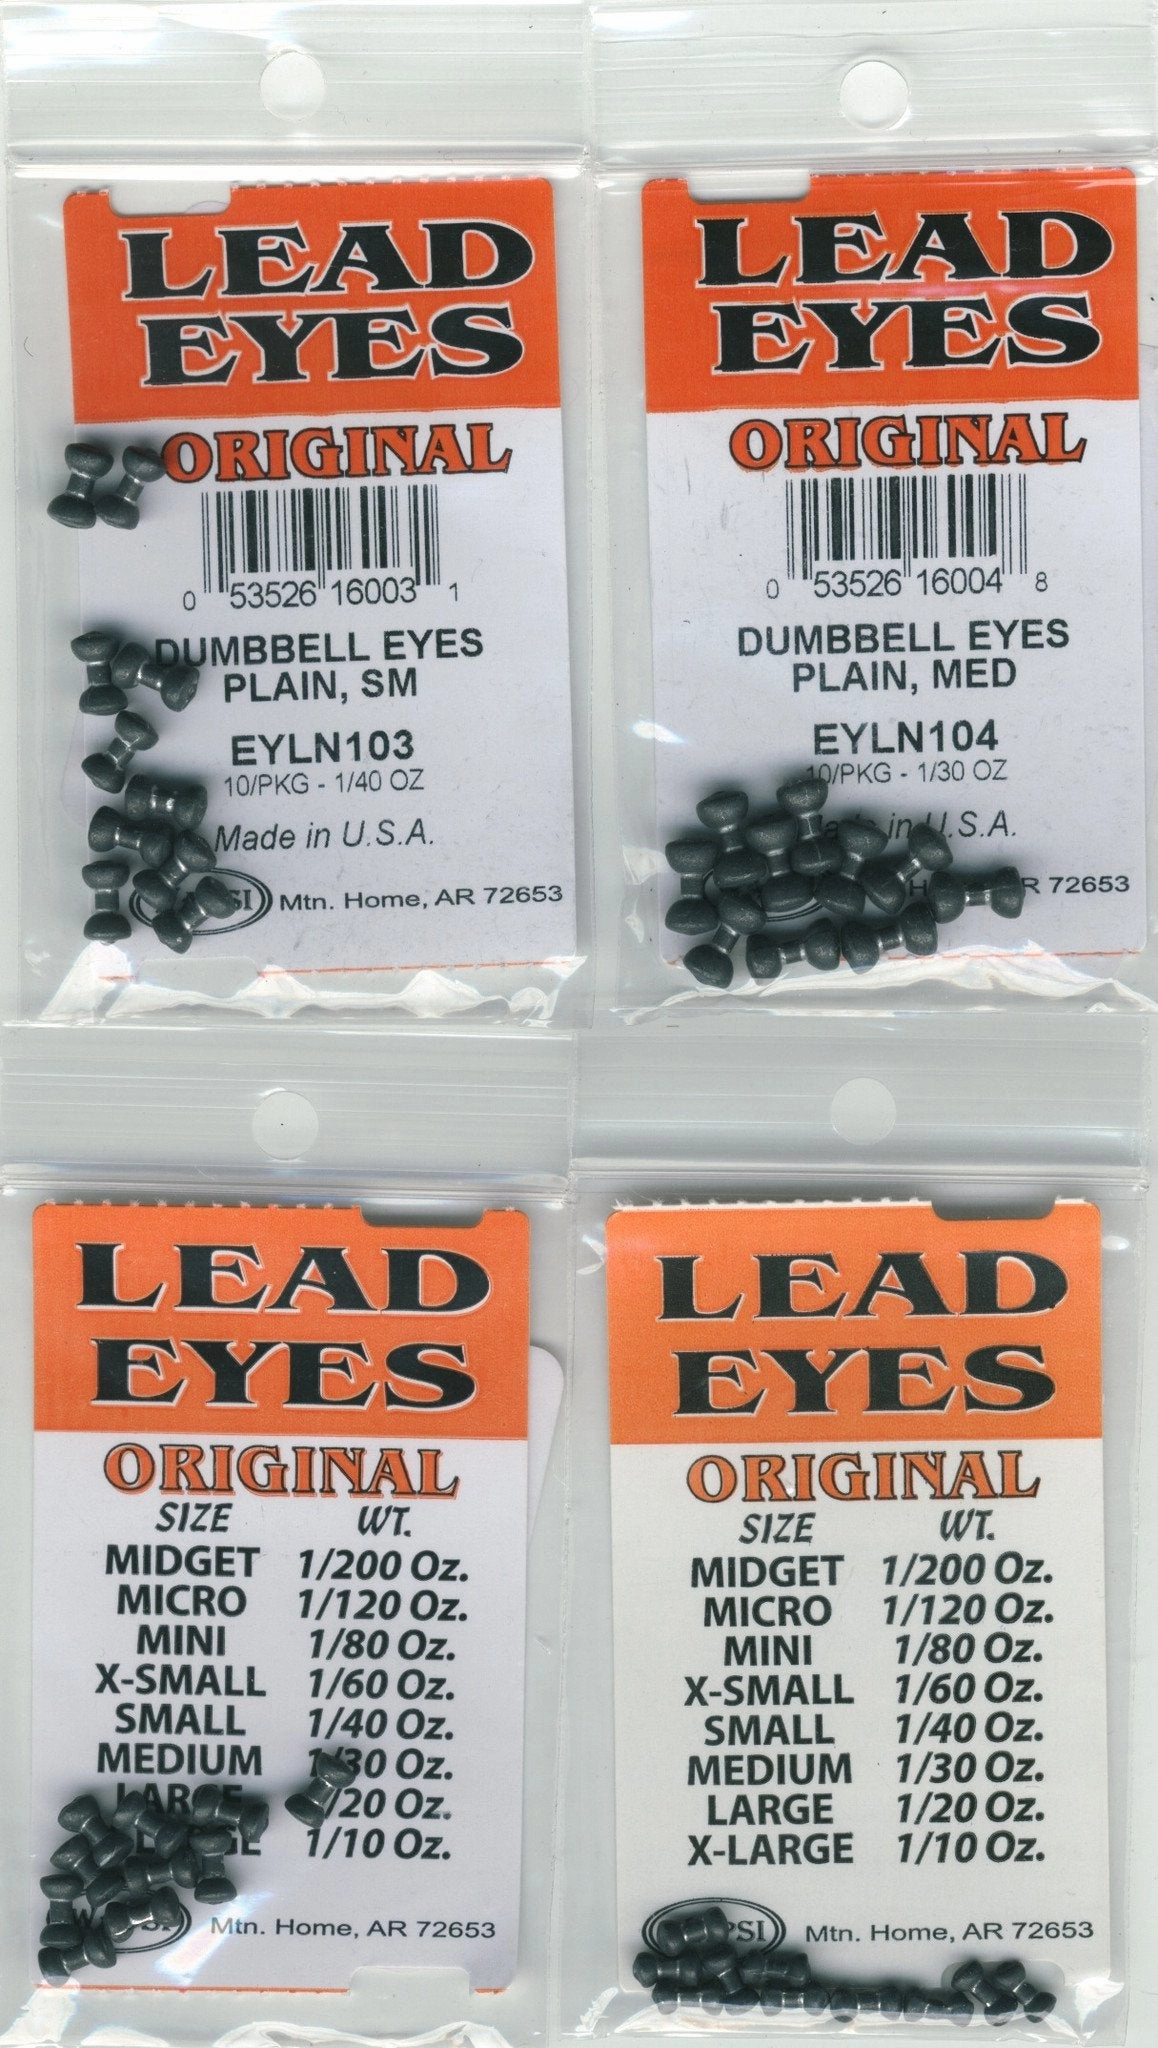 LEAD
EYES
ORIGINAL
0 53526 16003 1
DUMBBELL EYES
PLAIN, SM
EYLN103
10/PKG - 1/40 OZ
Made in U.S.A.
Mtn. Home, AR 72653
LEAD
EYES
ORIGINAL
0 53526 16004 8
DUMBBELL EYES
PLAIN, MED
EYLN104
10/PKG - 1/30 OZ
in U.S.A.
72653
LEAD
EYES
ORIGINAL
SIZE WT.
MIDGET 1/200 Oz.
MICRO 1/120 Oz.
MINI 1/80 Oz.
X-SMALL 1/60 Oz.
SMALL 1/40 Oz.
MEDIUM 1/30 Oz.
LARGE 1/20 Oz.
1/10 Oz.
Mtn. Home, AR 72653
LEAD
EYES
ORIGINAL
SIZE WT.
MIDGET 1/200 Oz.
MICRO 1/120 Oz.
MINI 1/80 Oz.
X-SMALL 1/60 Oz.
SMALL 1/40 Oz.
MEDIUM 1/30 Oz.
LARGE 1/20 Oz.
X-LARGE 1/10 Oz.
Mtn. Home, AR 72653